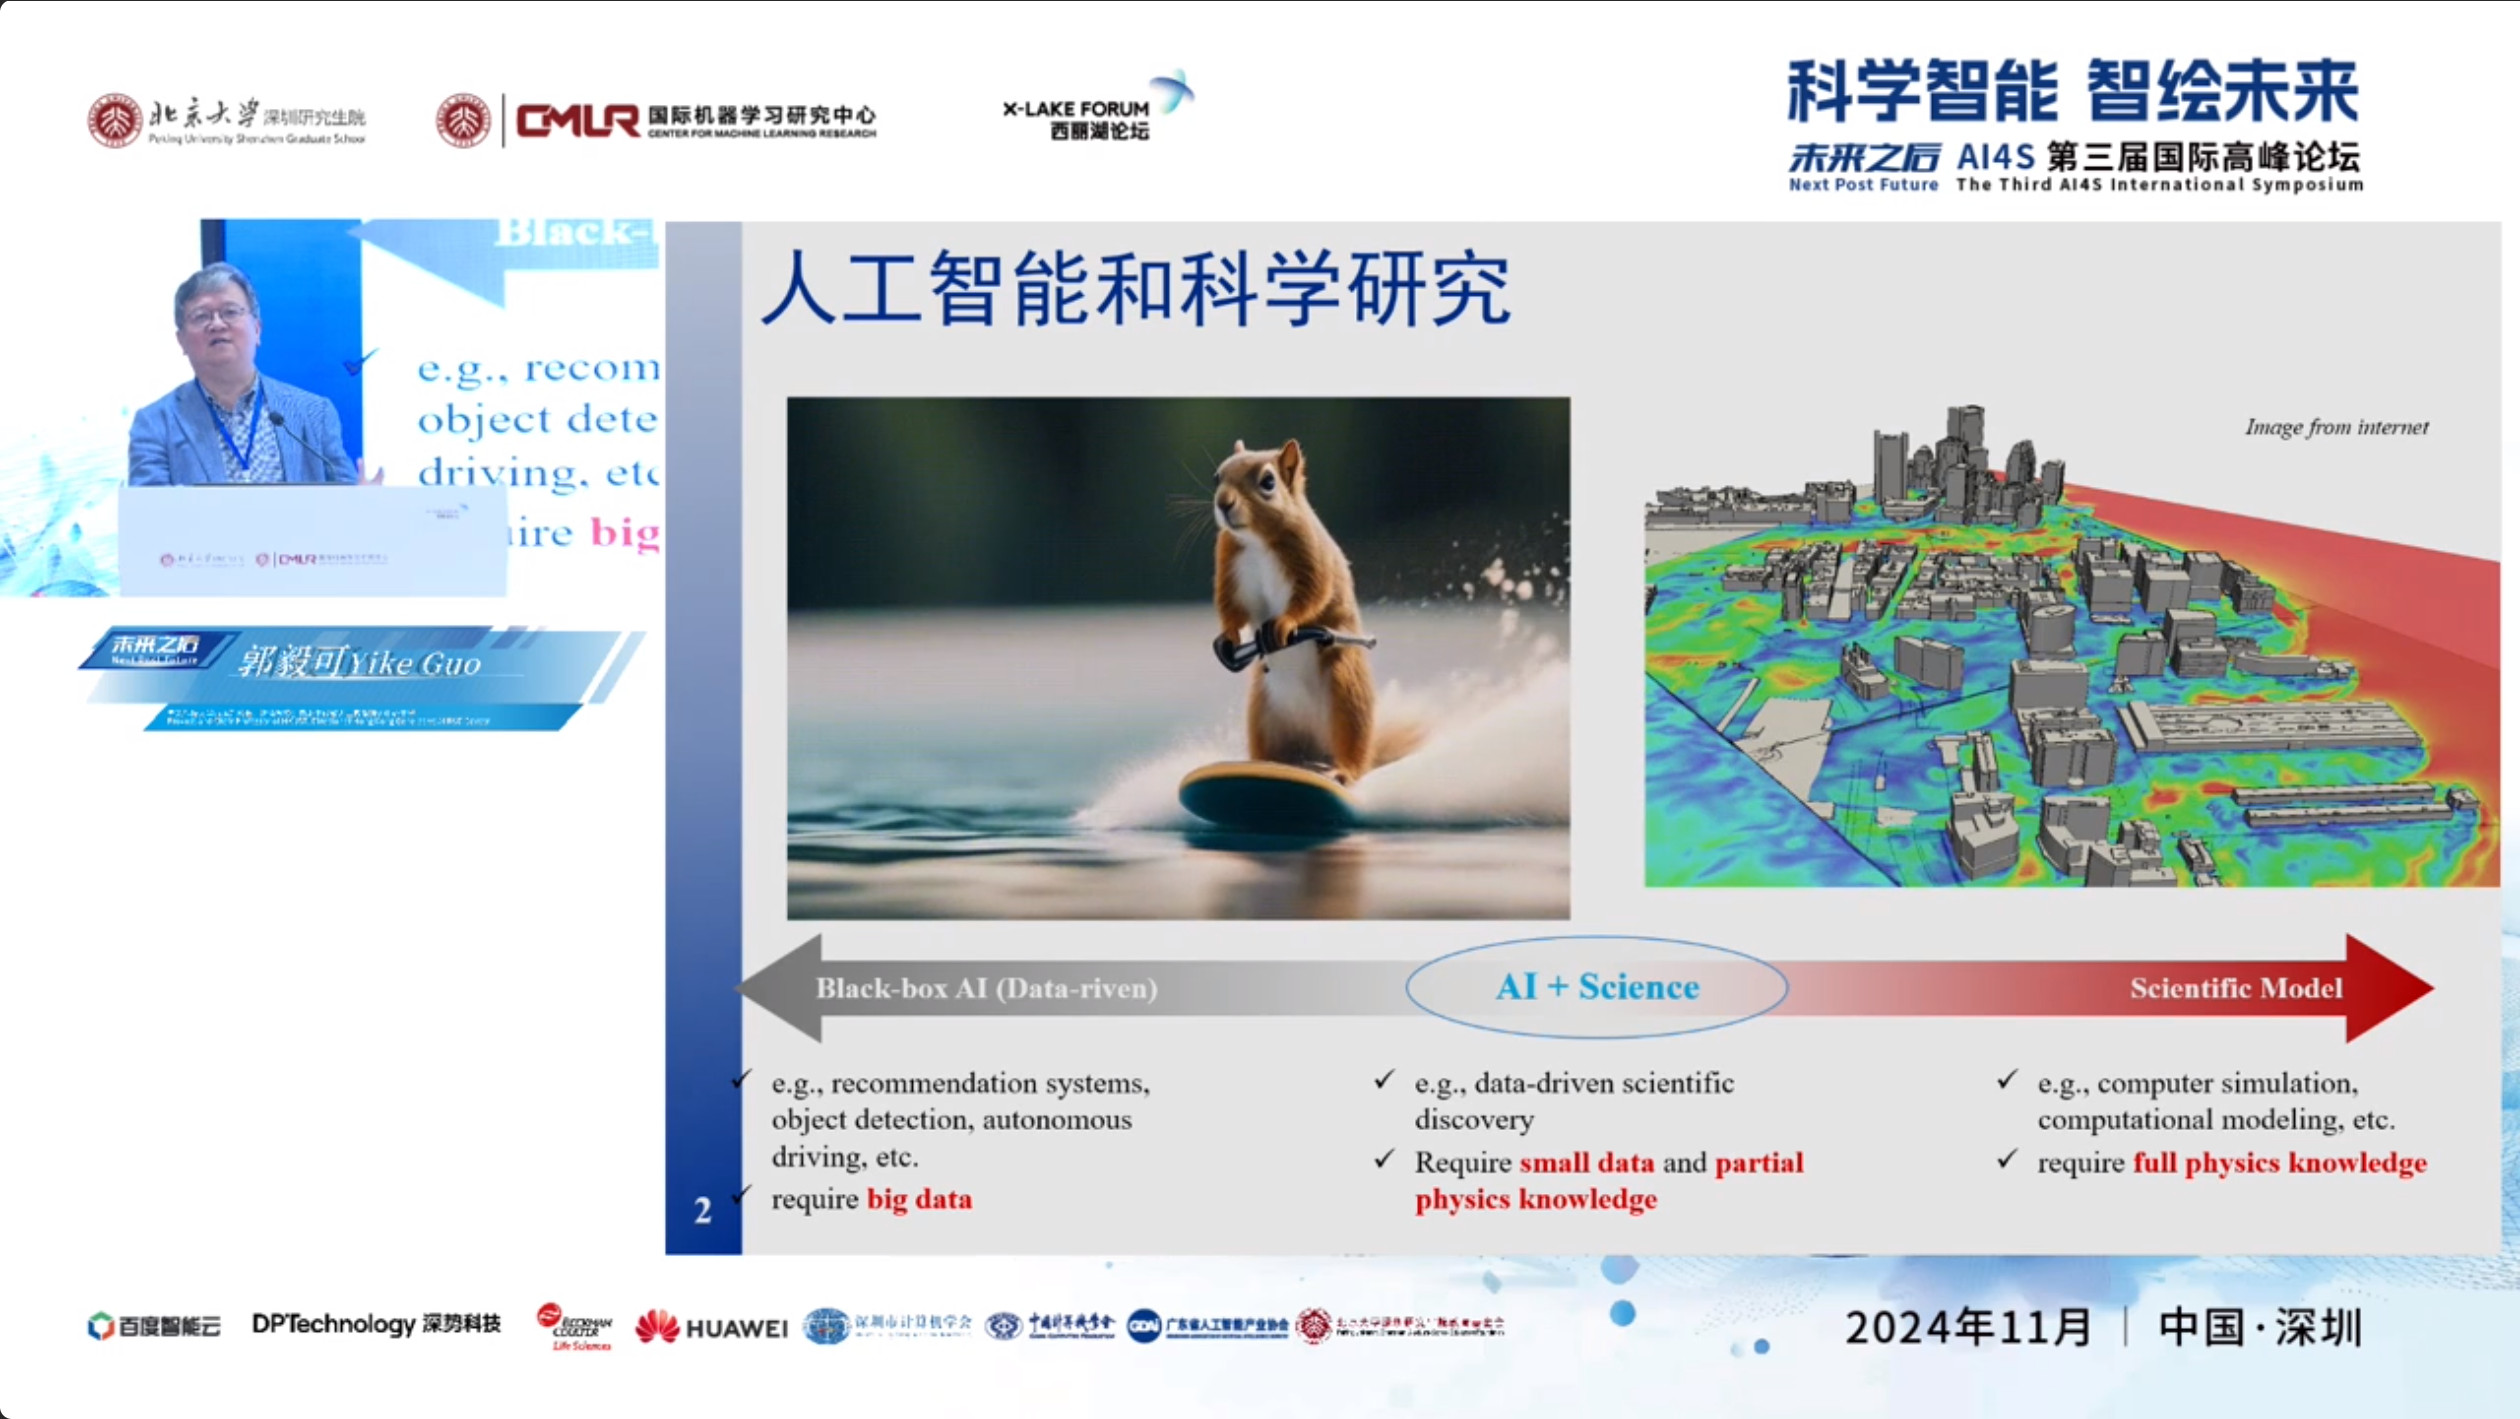 北京大学 深圳研究生院
Peking University Shenzhen Graduate School
CMLR 国际机器学习研究中心
CENTER FOR MACHINE LEARNING RESEARCH
X-LAKE FORUM
西丽湖论坛
科学智能 智绘未来
未来之后 AI4S 第三届国际高峰论坛
Next Post Future The Third AI4S International Symposium
Black-
e.g., recom
object dete
driving, etc
ire big
CMLR
未来之后
Next Post Future
郭毅可 Yike Guo
人工智能和科学研究
Image from internet
Black-box AI (Data-riven)
AI + Science
Scientific Model
✓ e.g., recommendation systems,
object detection, autonomous
driving, etc.
✓ require big data
✓ e.g., data-driven scientific
discovery
✓ Require small data and partial
physics knowledge
✓ e.g., computer simulation,
computational modeling, etc.
✓ require full physics knowledge
2
百度智能云
DPTechnology 深势科技
BECKMAN
COULTER
Life Sciences
HUAWEI
深圳市计算机学会
广东省人工智能产业协会
2024年11月 | 中国·深圳